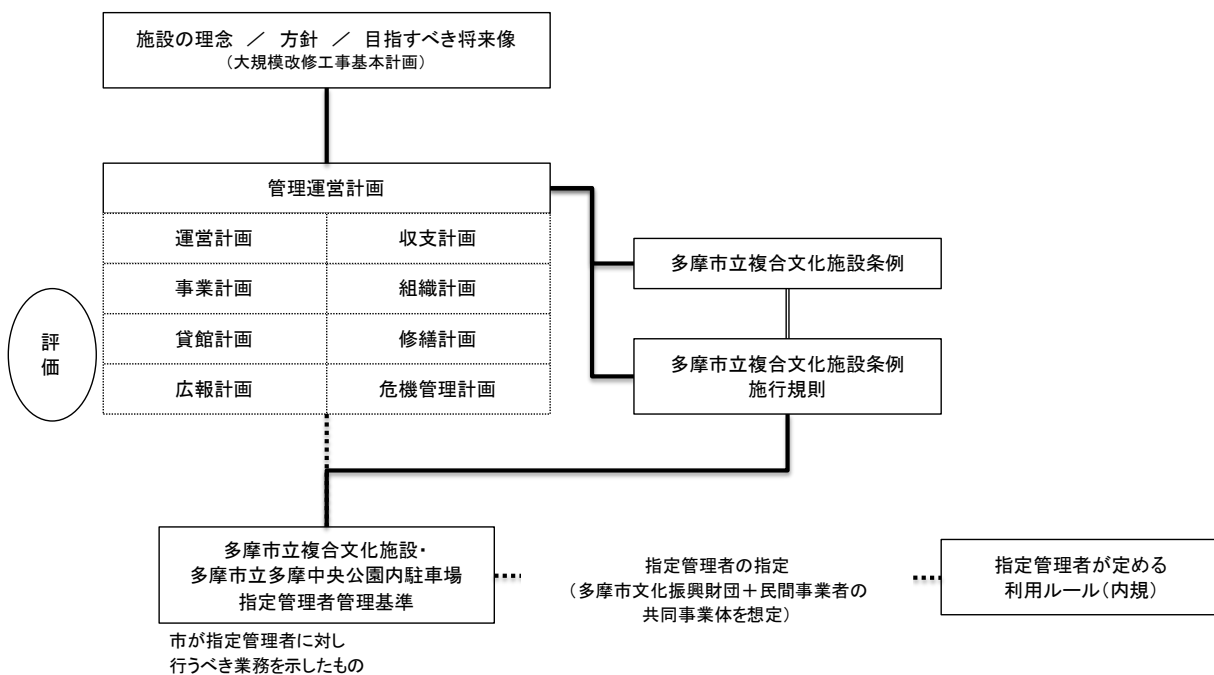 施設の理念 ／ 方針 ／ 目指すべき将来像
（大規模改修工事基本計画）
管理運営計画
運営計画
収支計画
事業計画
組織計画
貸館計画
修繕計画
広報計画
危機管理計画
評
価
多摩市立複合文化施設条例
多摩市立複合文化施設条例
施行規則
多摩市立複合文化施設・
多摩市立多摩中央公園内駐車場
指定管理者管理基準
市が指定管理者に対し
行うべき業務を示したもの
指定管理者の指定
（多摩市文化振興財団＋民間事業者の
共同事業体を想定）
指定管理者が定める
利用ルール（内規）